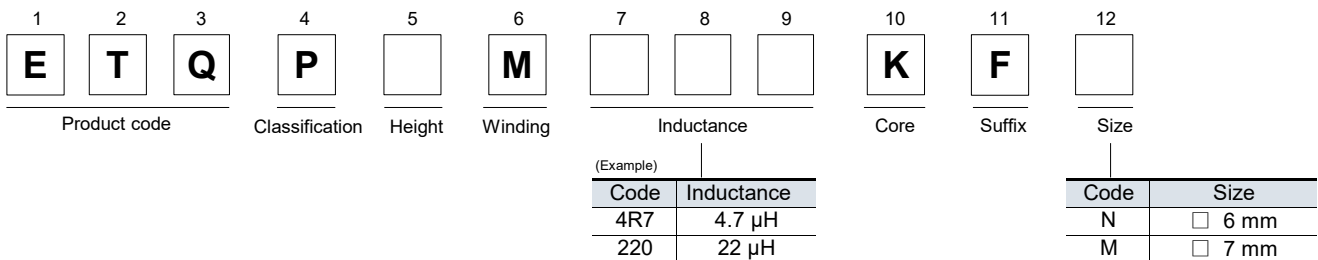 1 2 3 4 5 6 7 8 9 10 11 12
E T Q P M K F
Product code Classification Height Winding Inductance Core Suffix Size
(Example)
Code Inductance Code Size
4R7 4.7 µH N □ 6 mm
220 22 µH M □ 7 mm